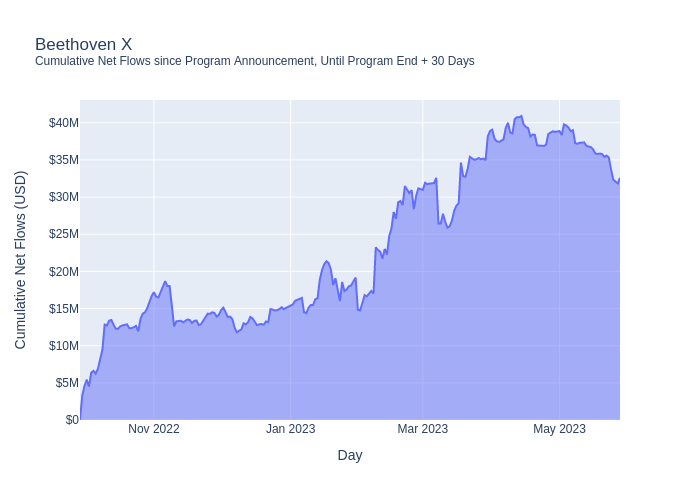 Beethoven X
Cumulative Net Flows since Program Announcement, Until Program End + 30 Days
Cumulative Net Flows (USD)
$40M
$35M
$30M
$25M
$20M
$15M
$10M
$5M
$0
Nov 2022
Jan 2023
Mar 2023
May 2023
Day